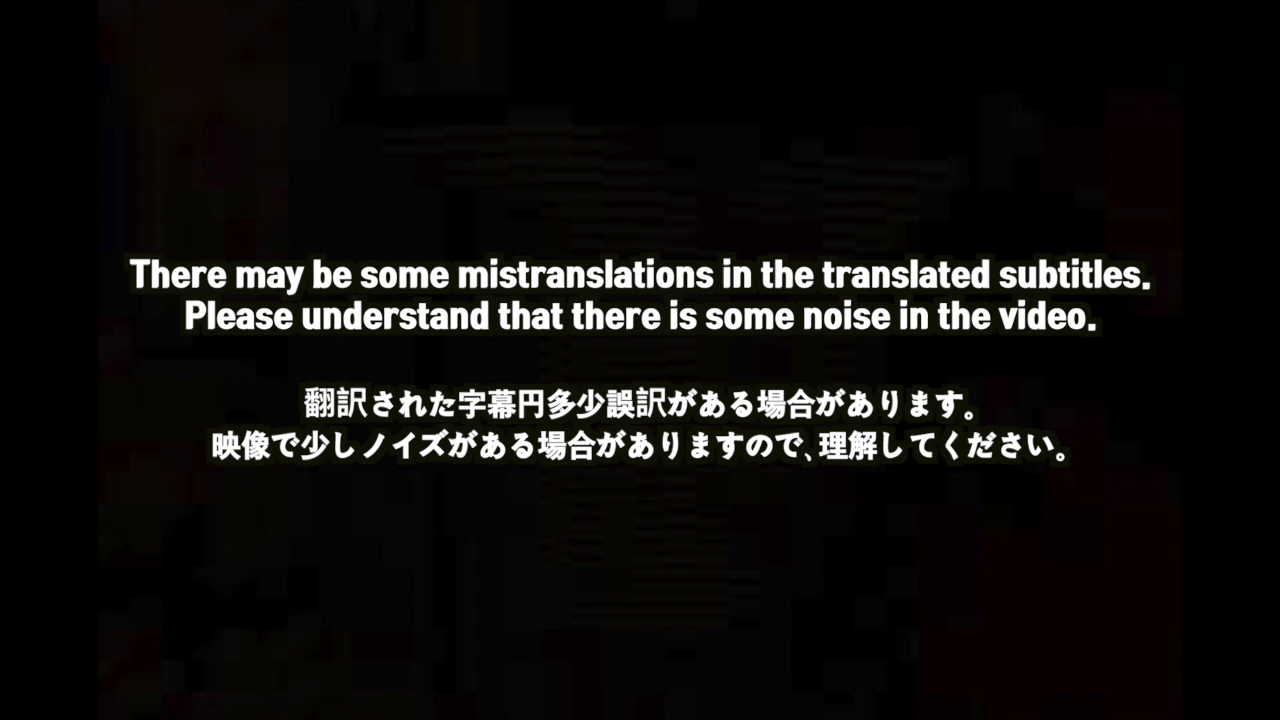 There may be some mistranslations in the translated subtitles.
Please understand that there is some noise in the video.
翻訳された字幕円多少誤訳がある場合があります。
映像で少しノイズがある場合がありますので、理解してください。